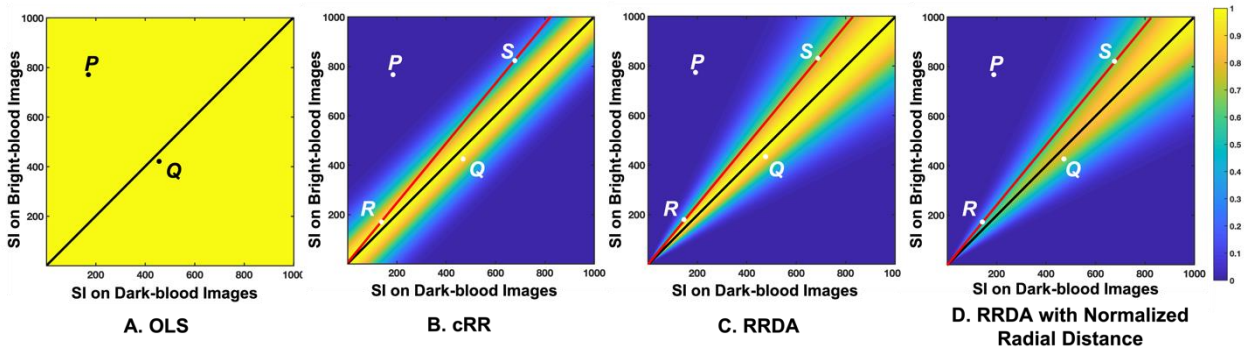 1000
800
600
400
200
200 400 600 800 1000
SI on Bright-blood Images
SI on Dark-blood Images
P
Q
A. OLS
1000
800
600
400
200
200 400 600 800 1000
SI on Bright-blood Images
SI on Dark-blood Images
P
S
Q
R
B. cRR
1000
800
600
400
200
200 400 600 800 1000
SI on Bright-blood Images
SI on Dark-blood Images
P
S
Q
R
C. RRDA
1000
800
600
400
200
200 400 600 800 1000
SI on Bright-blood Images
SI on Dark-blood Images
P
S
Q
R
D. RRDA with Normalized
Radial Distance
1
0.9
0.8
0.7
0.6
0.5
0.4
0.3
0.2
0.1
0